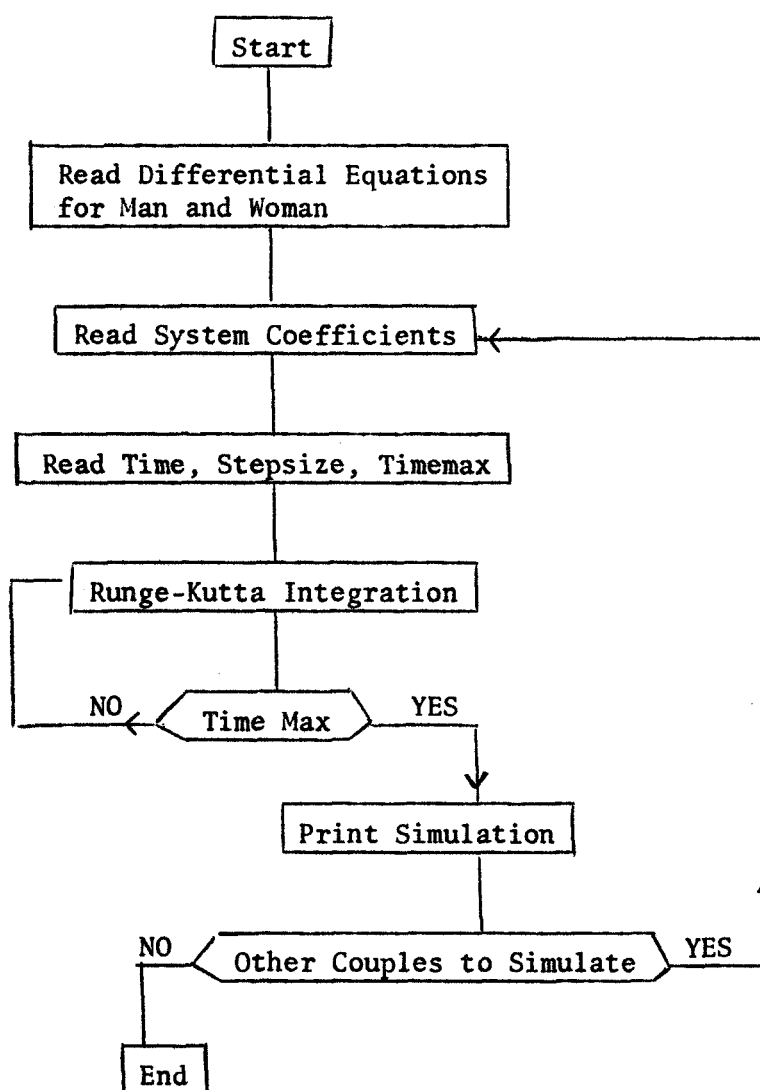 Start
Read Differential Equations
for Man and Woman
Read System Coefficients
Read Time, Stepsize, Timemax
Runge-Kutta Integration
NO
Time Max
YES
Print Simulation
NO
Other Couples to Simulate
YES
End